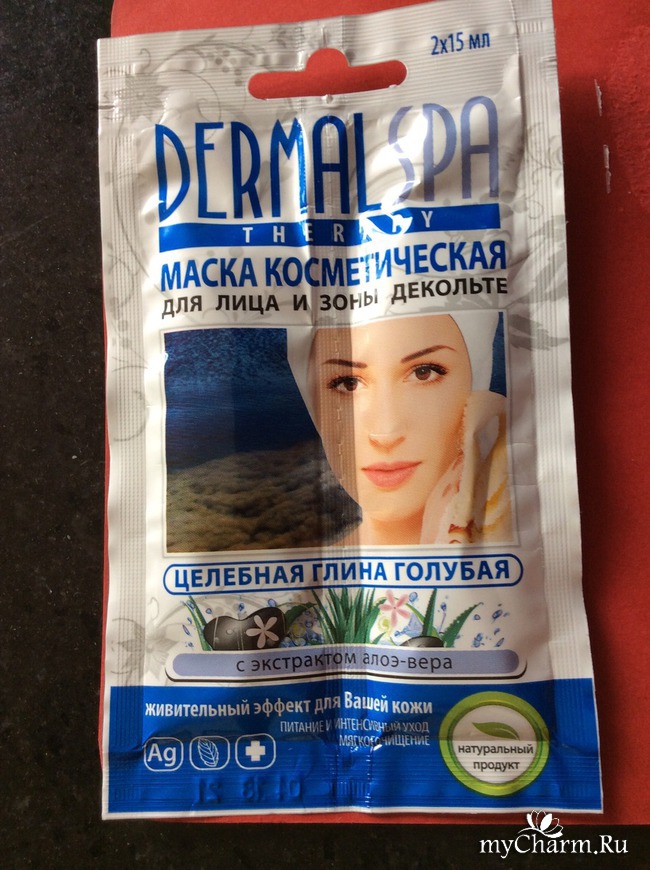 2х15 мл
DERMAL SPA
THERAPY
МАСКА КОСМЕТИЧЕСКАЯ
ДЛЯ ЛИЦА И ЗОНЫ ДЕКОЛЬТЕ
ЦЕЛЕБНАЯ ГЛИНА ГОЛУБАЯ
с экстрактом алоэ-вера
живительный эффект для Вашей кожи
ПИТАНИЕ И ИНТЕНСИВНЫЙ УХОД
МЯГКОЕ ОЧИЩЕНИЕ
Ag
натуральный
продукт
myCharm.Ru